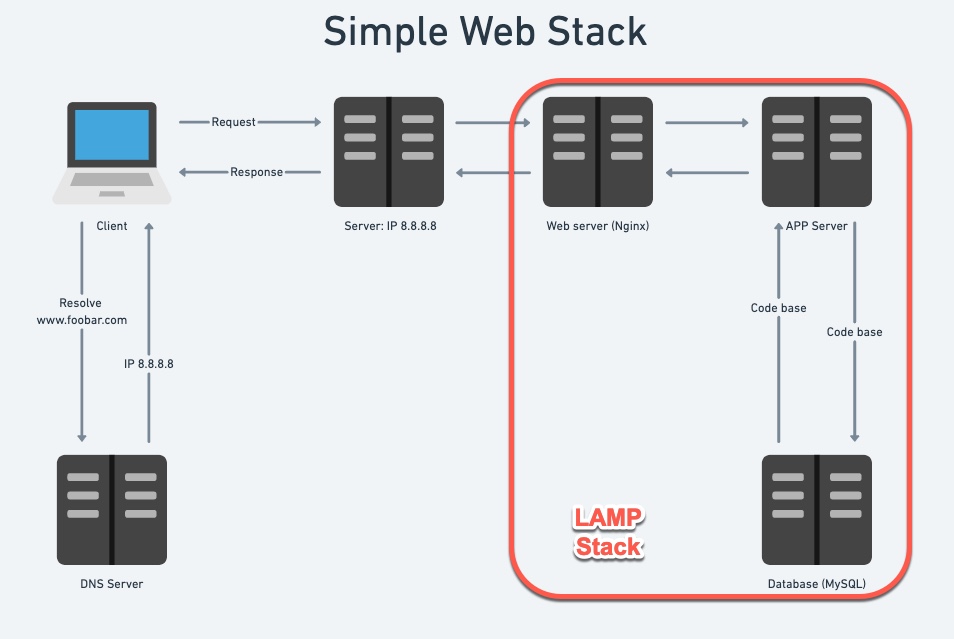 Simple Web Stack
Request
Response
Client
Server: IP 8.8.8.8
Web server (Nginx)
APP Server
Resolve
www.foobar.com
IP 8.8.8.8
Code base
Code base
LAMP
Stack
DNS Server
Database (MySQL)